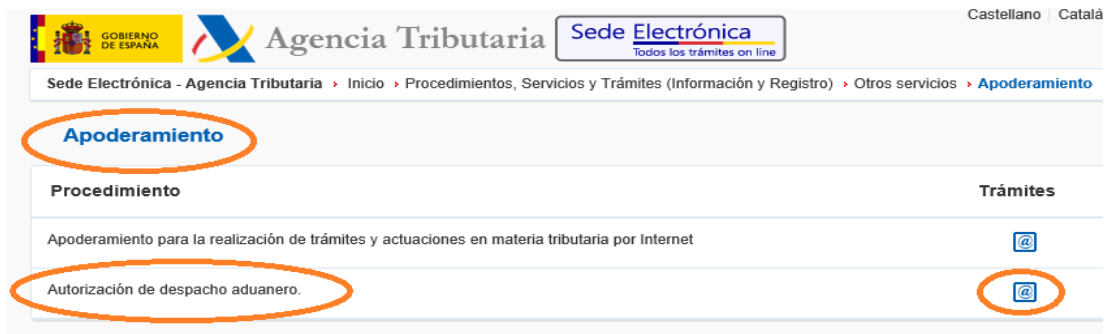 Castellano Català
GOBIERNO
DE ESPAÑA
Agencia Tributaria
Sede Electrónica
Todos los trámites on line
Sede Electrónica - Agencia Tributaria › Inicio › Procedimientos, Servicios y Trámites (Información y Registro) › Otros servicios › Apoderamiento
Apoderamiento
Procedimiento Trámites
Apoderamiento para la realización de trámites y actuaciones en materia tributaria por Internet @
Autorización de despacho aduanero. @